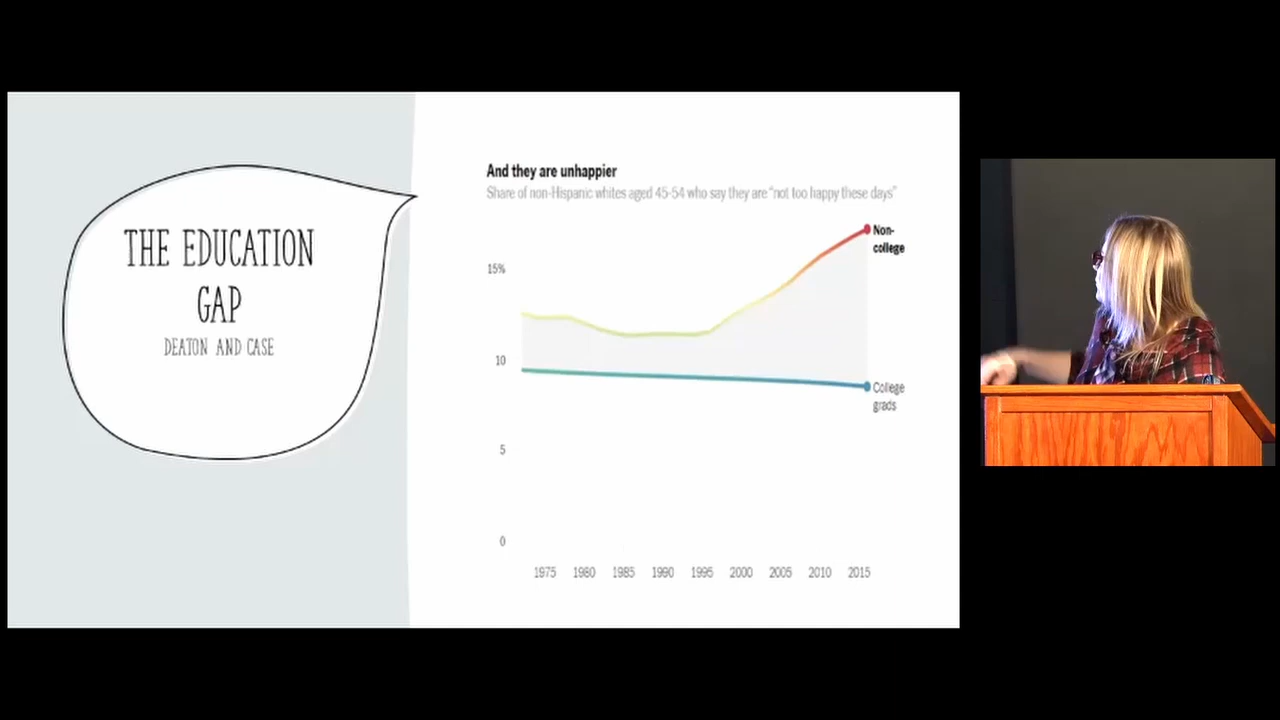 THE EDUCATION
GAP
DEATON AND CASE
And they are unhappier
Share of non-Hispanic whites aged 45-54 who say they are “not too happy these days”
Non-
college
15%
10
College
grads
5
0
1975 1980 1985 1990 1995 2000 2005 2010 2015